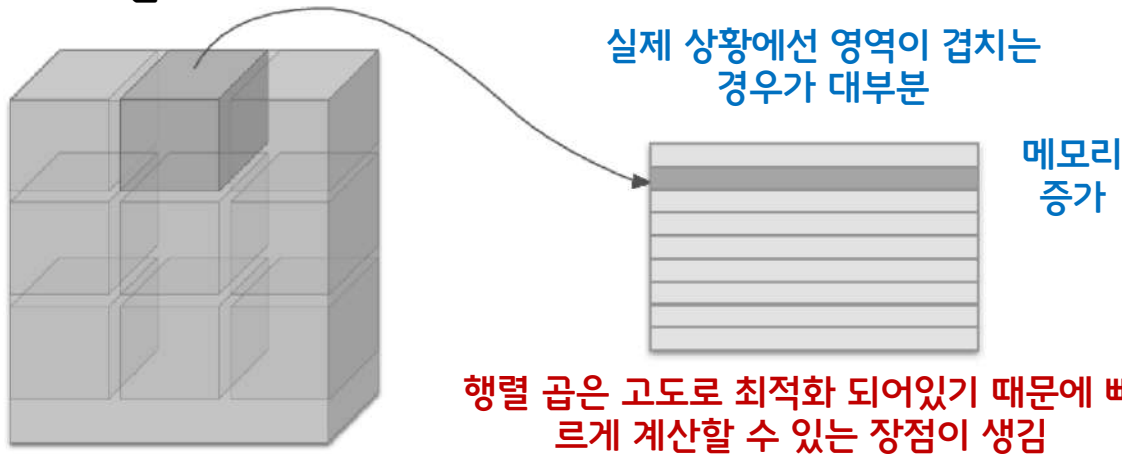 실제 상황에선 영역이 겹치는
경우가 대부분
메모리
증가
행렬 곱은 고도로 최적화 되어있기 때문에 빠
르게 계산할 수 있는 장점이 생김